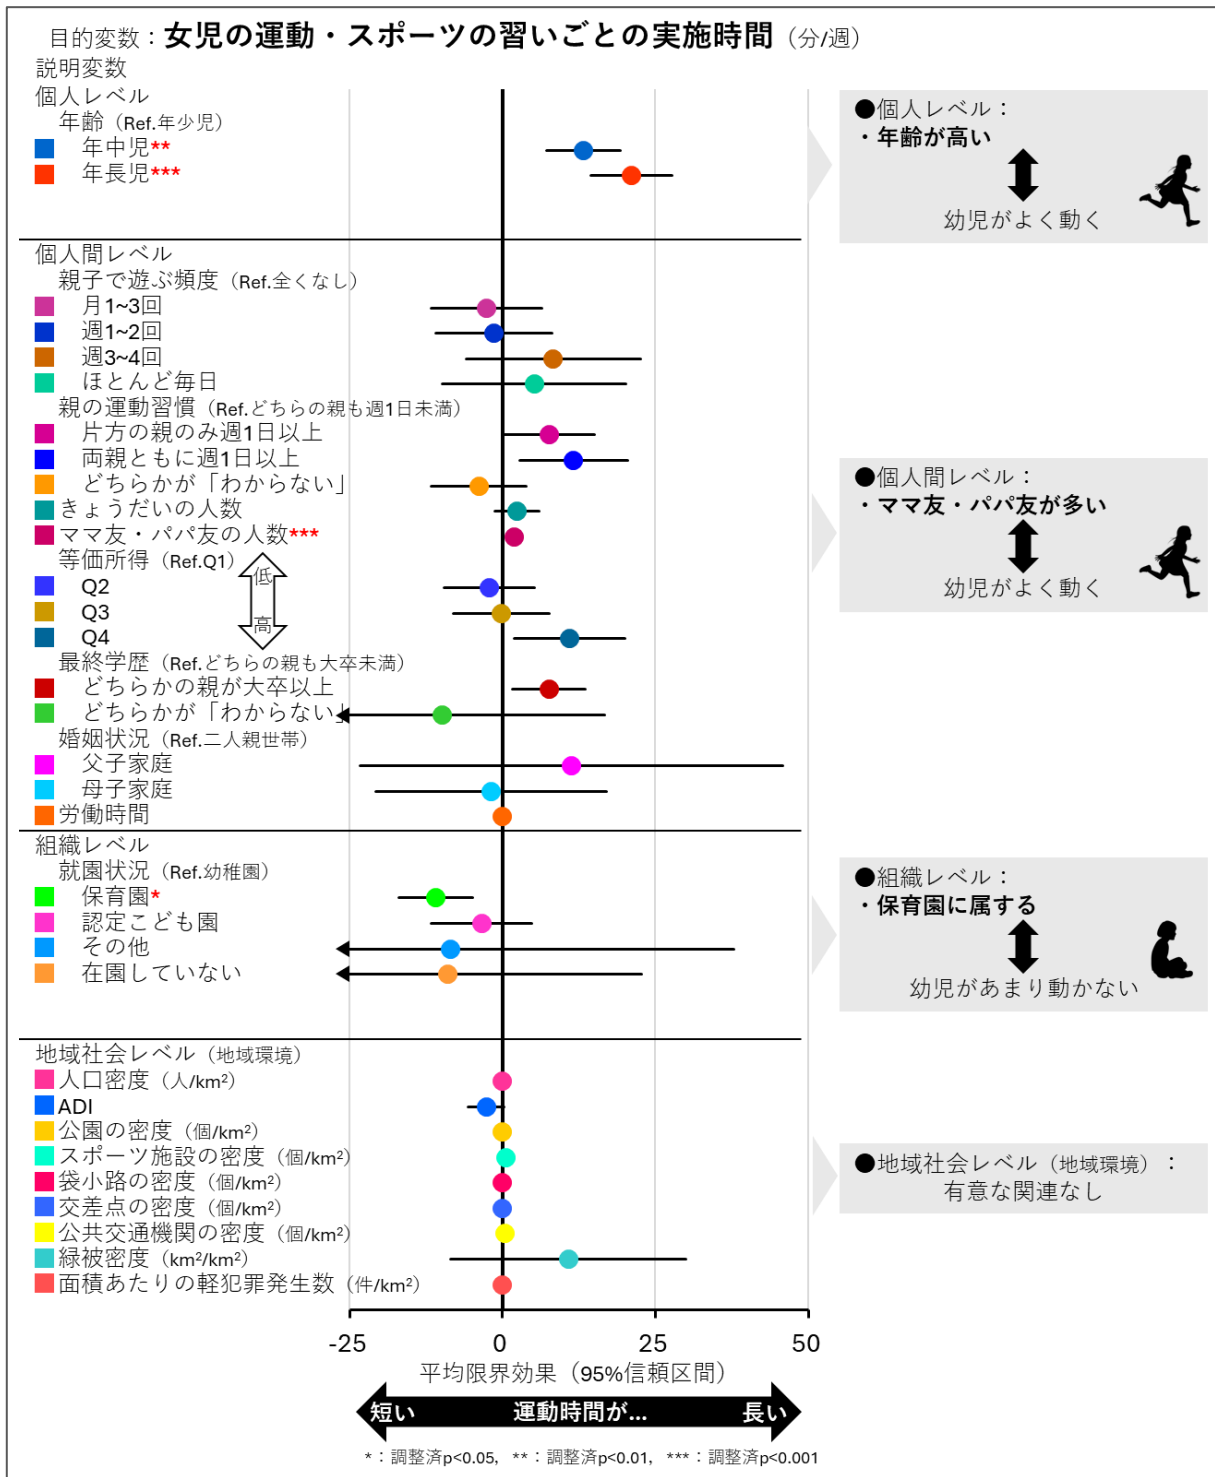 目的変数：女児の運動・スポーツの習いごとの実施時間（分/週）
説明変数
個人レベル
年齢（Ref.年少児）
年中児**
年長児***
●個人レベル：
・年齢が高い
幼児がよく動く
個人間レベル
親子で遊ぶ頻度（Ref.全くなし）
月1~3回
週1~2回
週3~4回
ほとんど毎日
親の運動習慣（Ref.どちらの親も週1日未満）
片方の親のみ週1日以上
両親ともに週1日以上
どちらかが「わからない」
きょうだいの人数
ママ友・パパ友の人数***
等価所得（Ref.Q1）
低
Q2
Q3
高
Q4
最終学歴（Ref.どちらの親も大卒未満）
どちらかの親が大卒以上
どちらかが「わからない」
婚姻状況（Ref.二人親世帯）
父子家庭
母子家庭
労働時間
●個人間レベル：
・ママ友・パパ友が多い
幼児がよく動く
組織レベル
就園状況（Ref.幼稚園）
保育園*
認定こども園
その他
在園していない
●組織レベル：
・保育園に属する
幼児があまり動かない
地域社会レベル（地域環境）
人口密度（人/km²）
ADI
公園の密度（個/km²）
スポーツ施設の密度（個/km²）
袋小路の密度（個/km²）
交差点の密度（個/km²）
公共交通機関の密度（個/km²）
緑被密度（km²/km²）
面積あたりの軽犯罪発生数（件/km²）
●地域社会レベル（地域環境）：
有意な関連なし
-25 0 25 50
平均限界効果（95%信頼区間）
短い 運動時間が... 長い
*：調整済p<0.05, **：調整済p<0.01, ***：調整済p<0.001